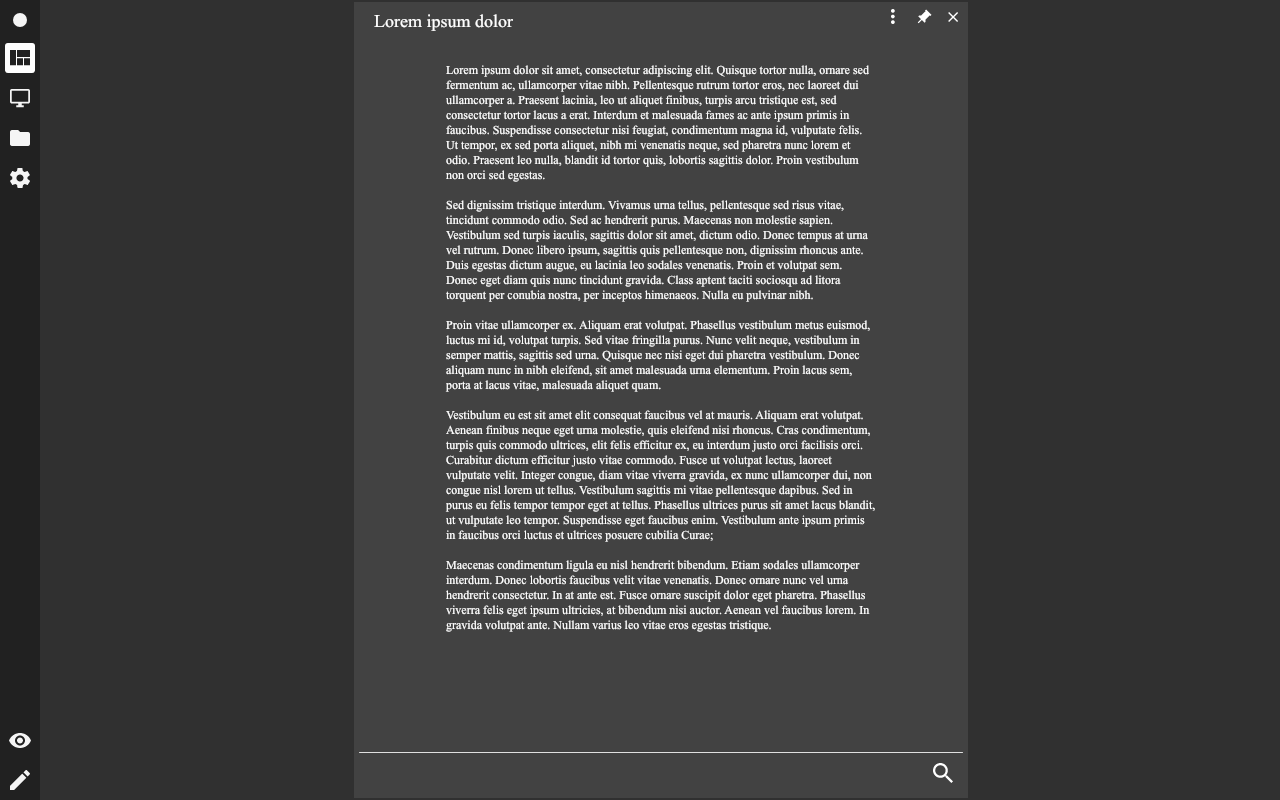 Lorem ipsum dolor
Lorem ipsum dolor sit amet, consectetur adipiscing elit. Quisque tortor nulla, ornare sed
fermentum ac, ullamcorper vitae nibh. Pellentesque rutrum tortor eros, nec laoreet dui
ullamcorper a. Praesent lacinia, leo ut aliquet finibus, turpis arcu tristique est, sed
consectetur tortor lacus a erat. Interdum et malesuada fames ac ante ipsum primis in
faucibus. Suspendisse consectetur nisi feugiat, condimentum magna id, vulputate felis.
Ut tempor, ex sed porta aliquet, nibh mi venenatis neque, sed pharetra nunc lorem et
odio. Praesent leo nulla, blandit id tortor quis, lobortis sagittis dolor. Proin vestibulum
non orci sed egestas.
Sed dignissim tristique interdum. Vivamus urna tellus, pellentesque sed risus vitae,
tincidunt commodo odio. Sed ac hendrerit purus. Maecenas non molestie sapien.
Vestibulum sed turpis iaculis, sagittis dolor sit amet, dictum odio. Donec tempus at urna
vel rutrum. Donec libero ipsum, sagittis quis pellentesque non, dignissim rhoncus ante.
Duis egestas dictum augue, eu lacinia leo sodales venenatis. Proin et volutpat sem.
Donec eget diam quis nunc tincidunt gravida. Class aptent taciti sociosqu ad litora
torquent per conubia nostra, per inceptos himenaeos. Nulla eu pulvinar nibh.
Proin vitae ullamcorper ex. Aliquam erat volutpat. Phasellus vestibulum metus euismod,
luctus mi id, volutpat turpis. Sed vitae fringilla purus. Nunc velit neque, vestibulum in
semper mattis, sagittis sed urna. Quisque nec nisi eget dui pharetra vestibulum. Donec
aliquam nunc in nibh eleifend, sit amet malesuada urna elementum. Proin lacus sem,
porta at lacus vitae, malesuada aliquet quam.
Vestibulum eu est sit amet elit consequat faucibus vel at mauris. Aliquam erat volutpat.
Aenean finibus neque eget urna molestie, quis eleifend nisi rhoncus. Cras condimentum,
turpis quis commodo ultrices, elit felis efficitur ex, eu interdum justo orci facilisis orci.
Curabitur dictum efficitur justo vitae commodo. Fusce ut volutpat lectus, laoreet
vulputate velit. Integer congue, diam vitae viverra gravida, ex nunc ullamcorper dui, non
congue nisl lorem ut tellus. Vestibulum sagittis mi vitae pellentesque dapibus. Sed in
purus eu felis tempor tempor eget at tellus. Phasellus ultrices purus sit amet lacus blandit,
ut vulputate leo tempor. Suspendisse eget faucibus enim. Vestibulum ante ipsum primis
in faucibus orci luctus et ultrices posuere cubilia Curae;
Maecenas condimentum ligula eu nisl hendrerit bibendum. Etiam sodales ullamcorper
interdum. Donec lobortis faucibus velit vitae venenatis. Donec ornare nunc vel urna
hendrerit consectetur. In at ante est. Fusce ornare suscipit dolor eget pharetra. Phasellus
viverra felis eget ipsum ultricies, at bibendum nisi auctor. Aenean vel faucibus lorem. In
gravida volutpat ante. Nullam varius leo vitae eros egestas tristique.